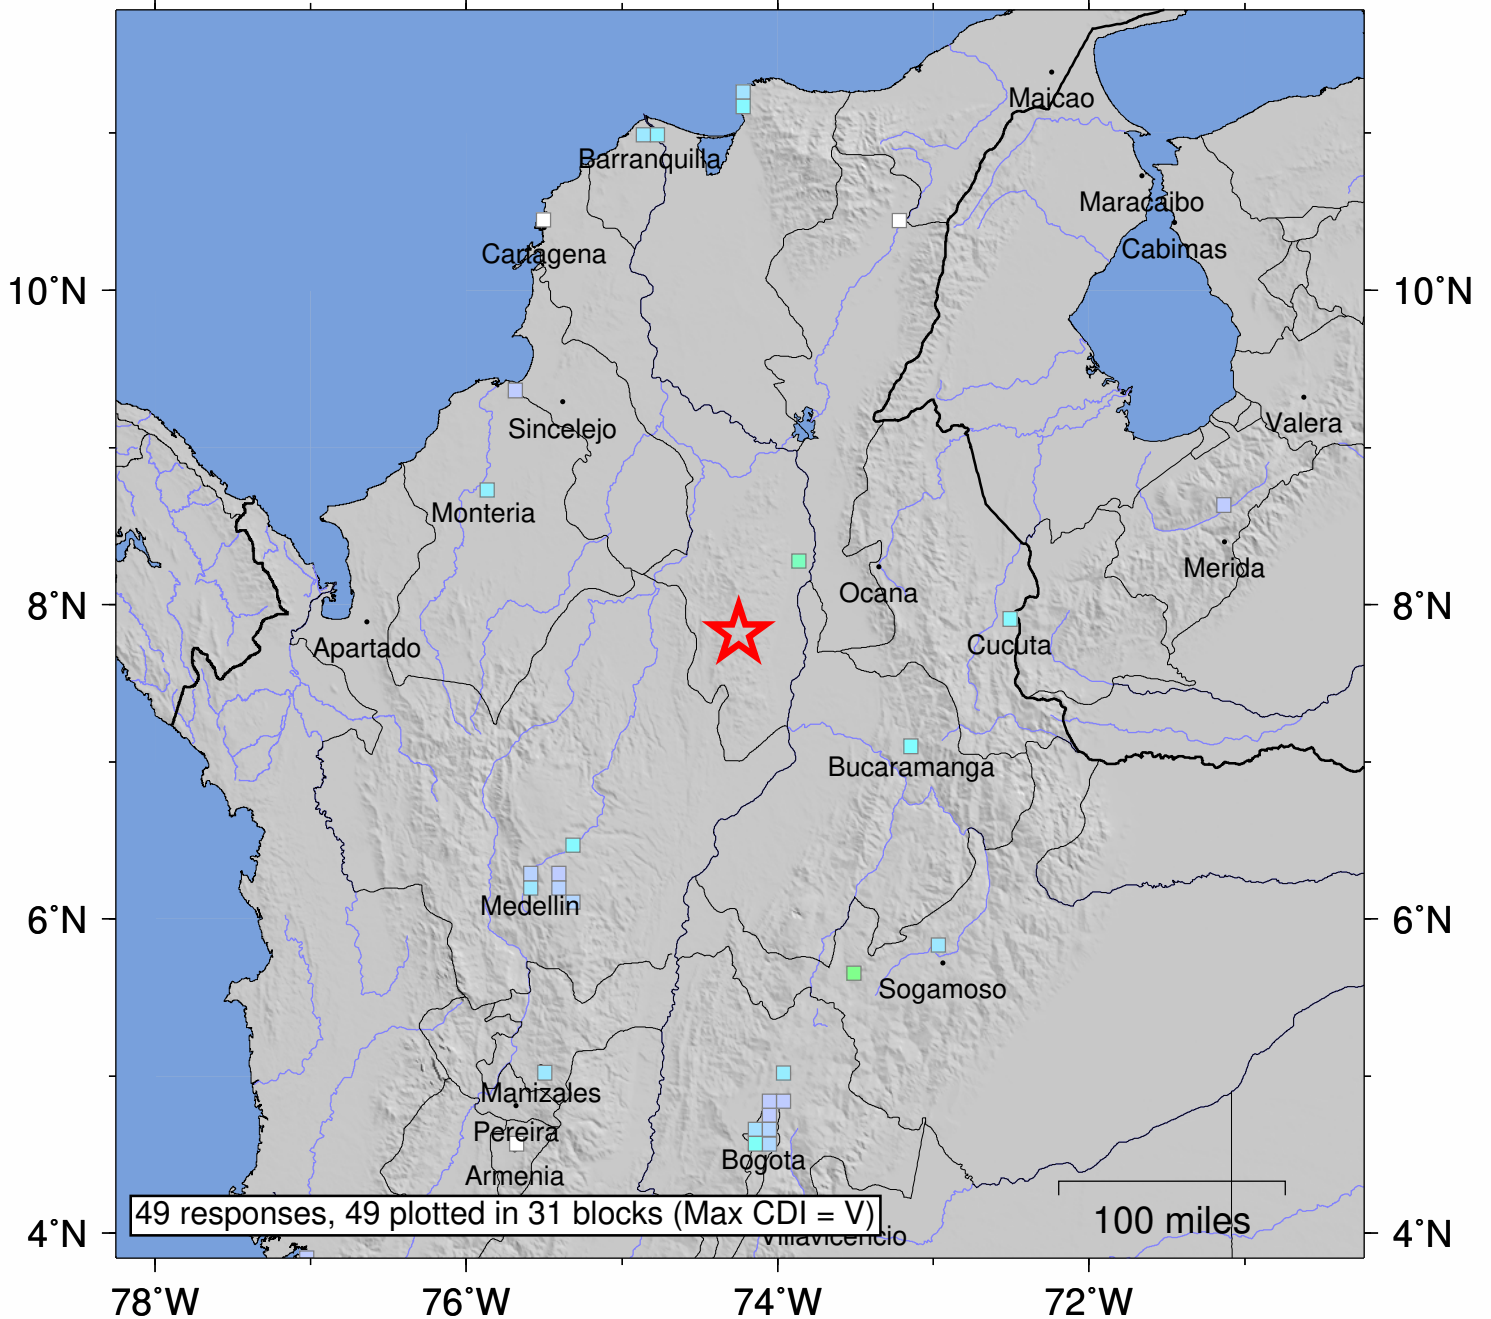 Maicao
Barranquilla
Maracaibo
Cartagena
Cabimas
10°N
10°N
Sincelejo
Valera
Monteria
Ocana
Merida
8°N
8°N
Apartado
Cucuta
Bucaramanga
Medellin
6°N
6°N
Sogamoso
Manizales
Pereira
Bogota
Armenia
49 responses, 49 plotted in 31 blocks (Max CDI = V)
100 miles
Villavicencio
4°N
4°N
78°W
76°W
74°W
72°W